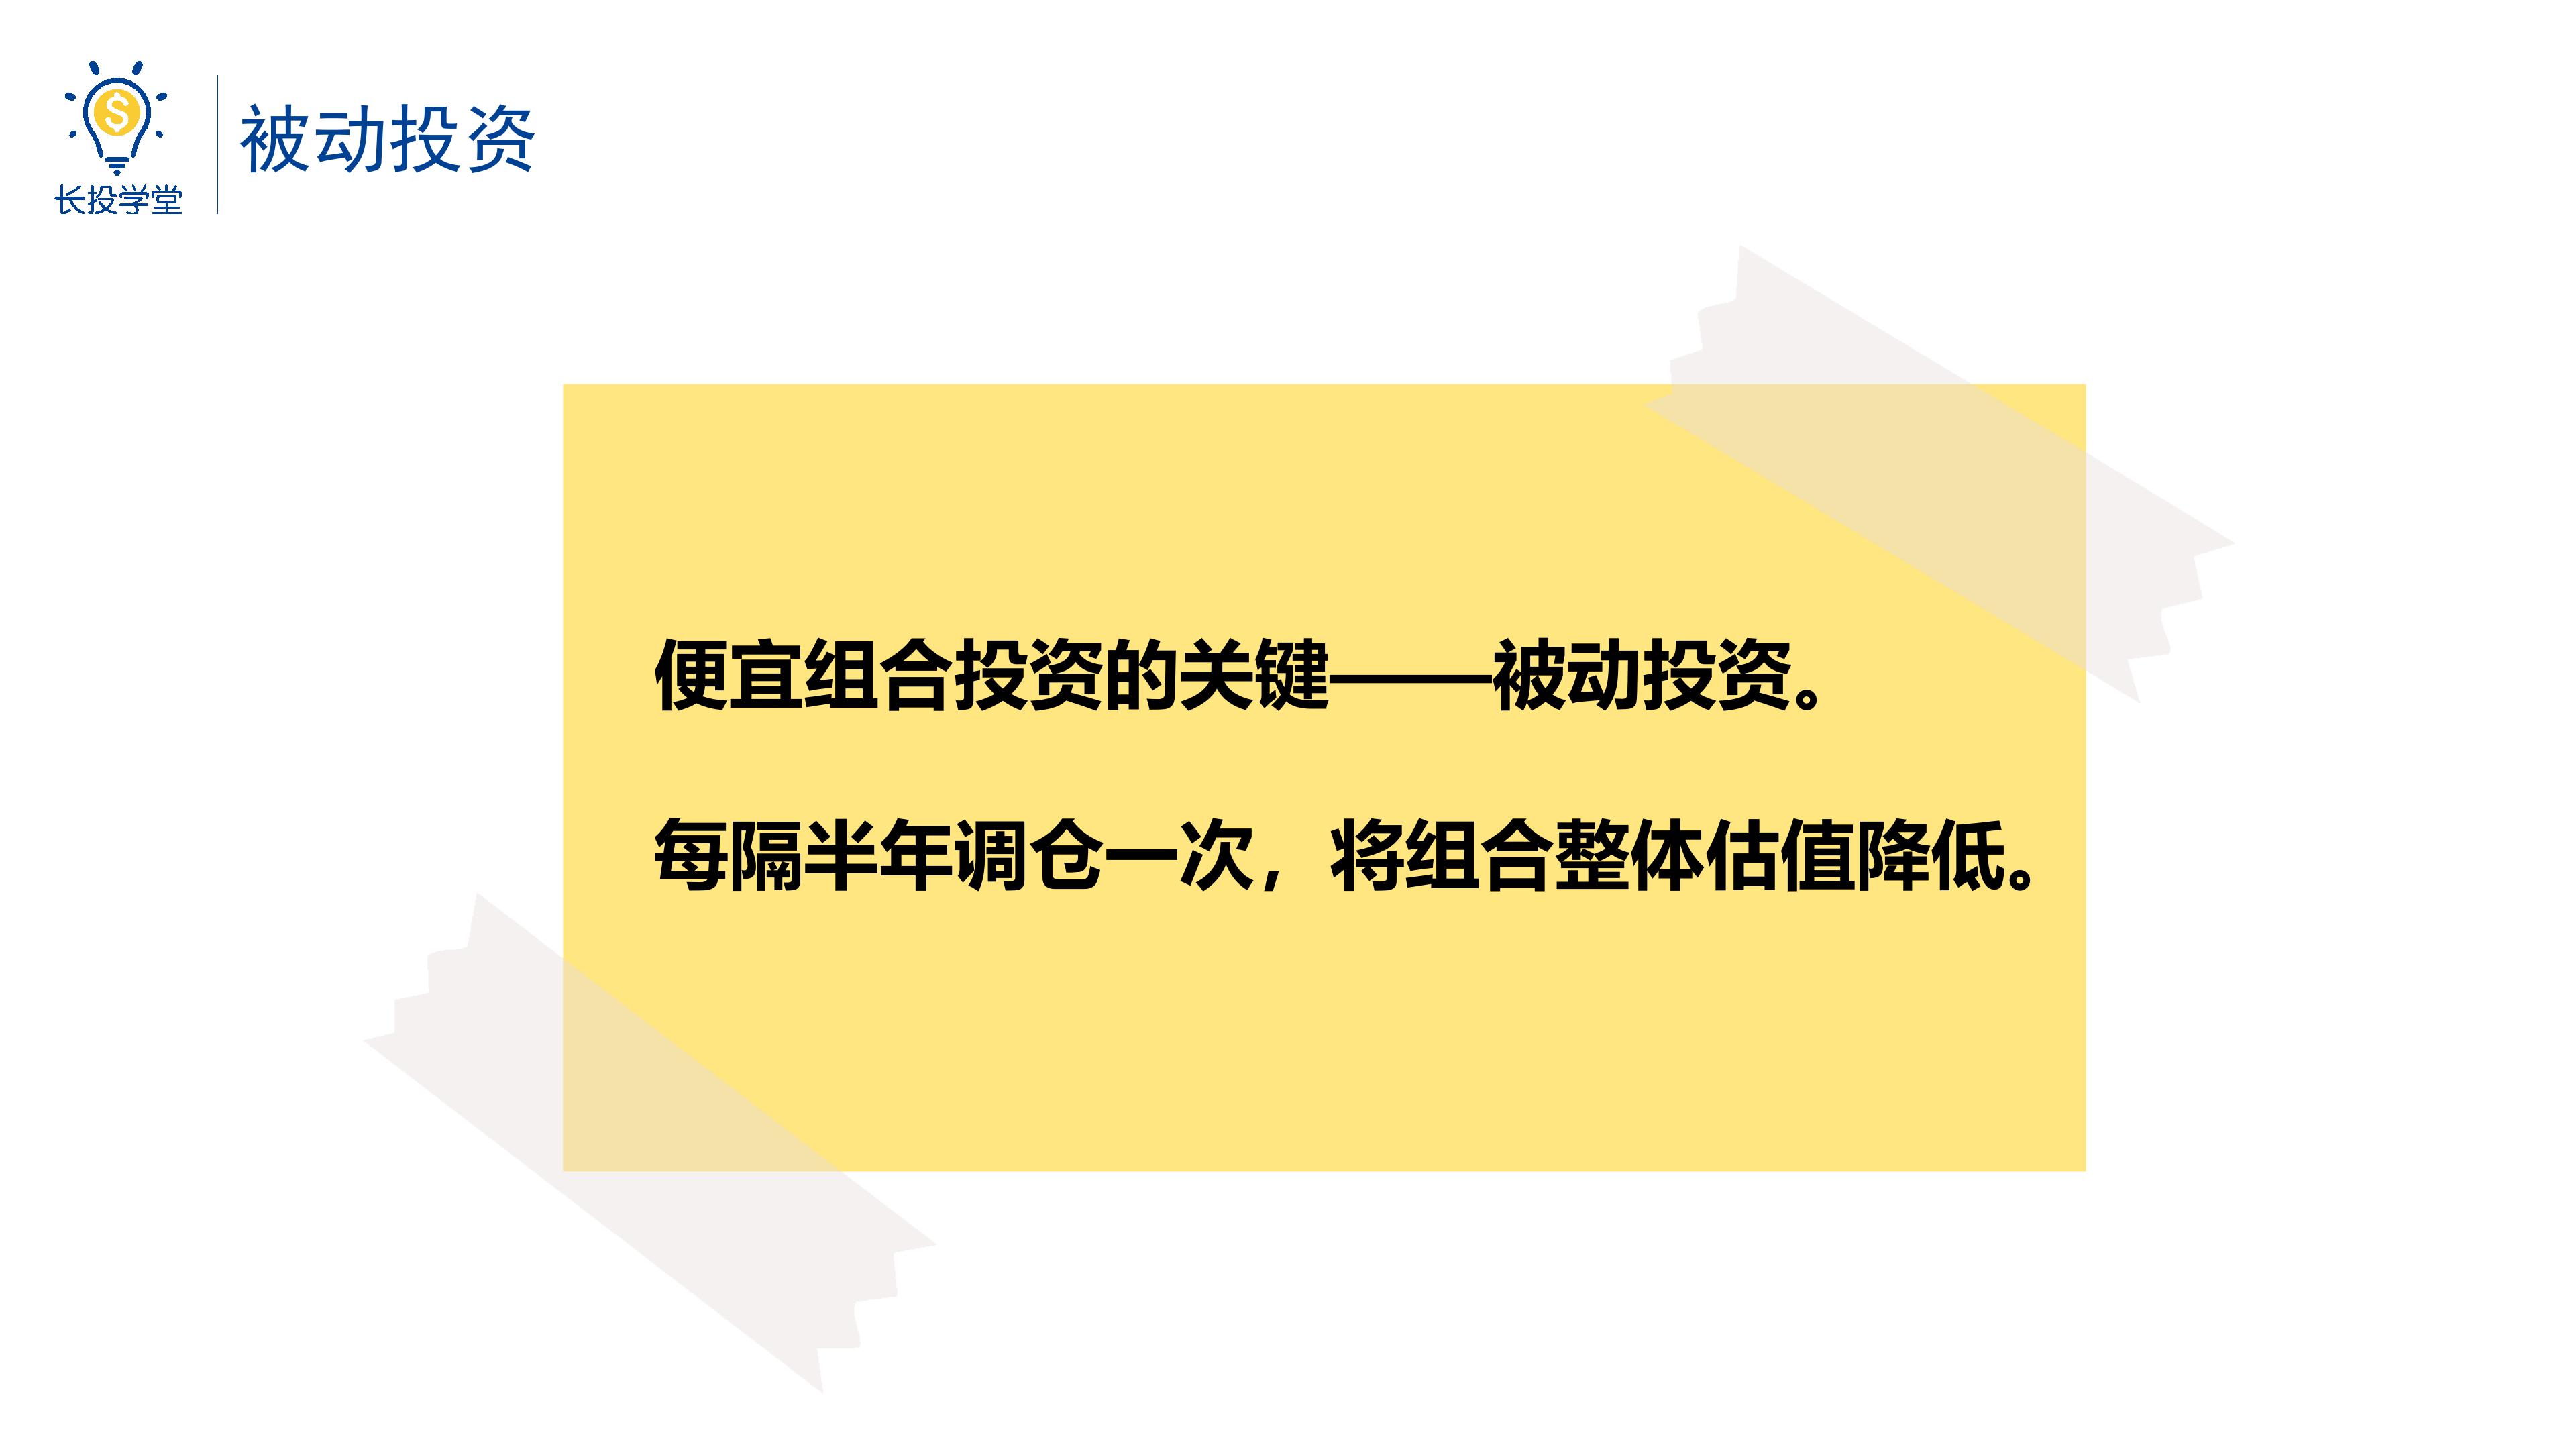 长投学堂
被动投资
便宜组合投资的关键——被动投资。
每隔半年调仓一次，将组合整体估值降低。